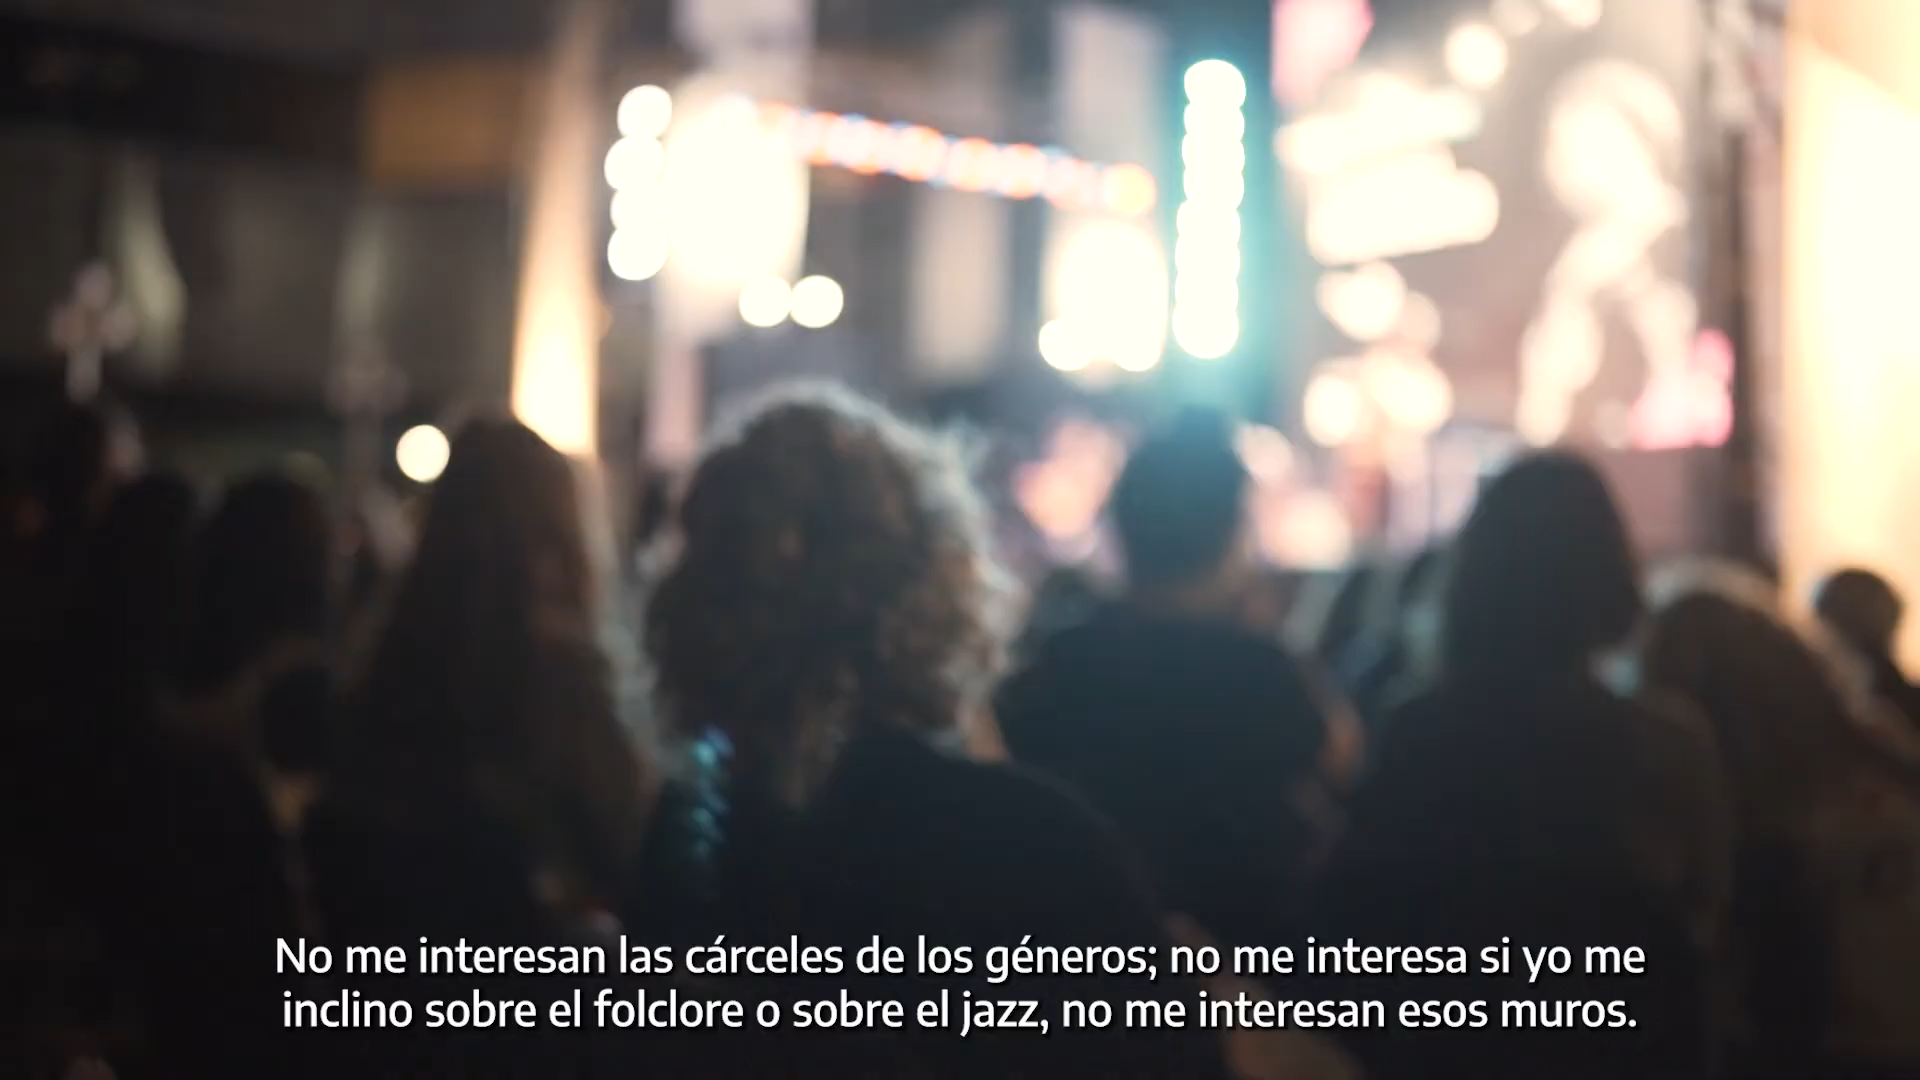 No me interesan las cárceles de los géneros; no me interesa si yo me
inclino sobre el folclore o sobre el jazz, no me interesan esos muros.